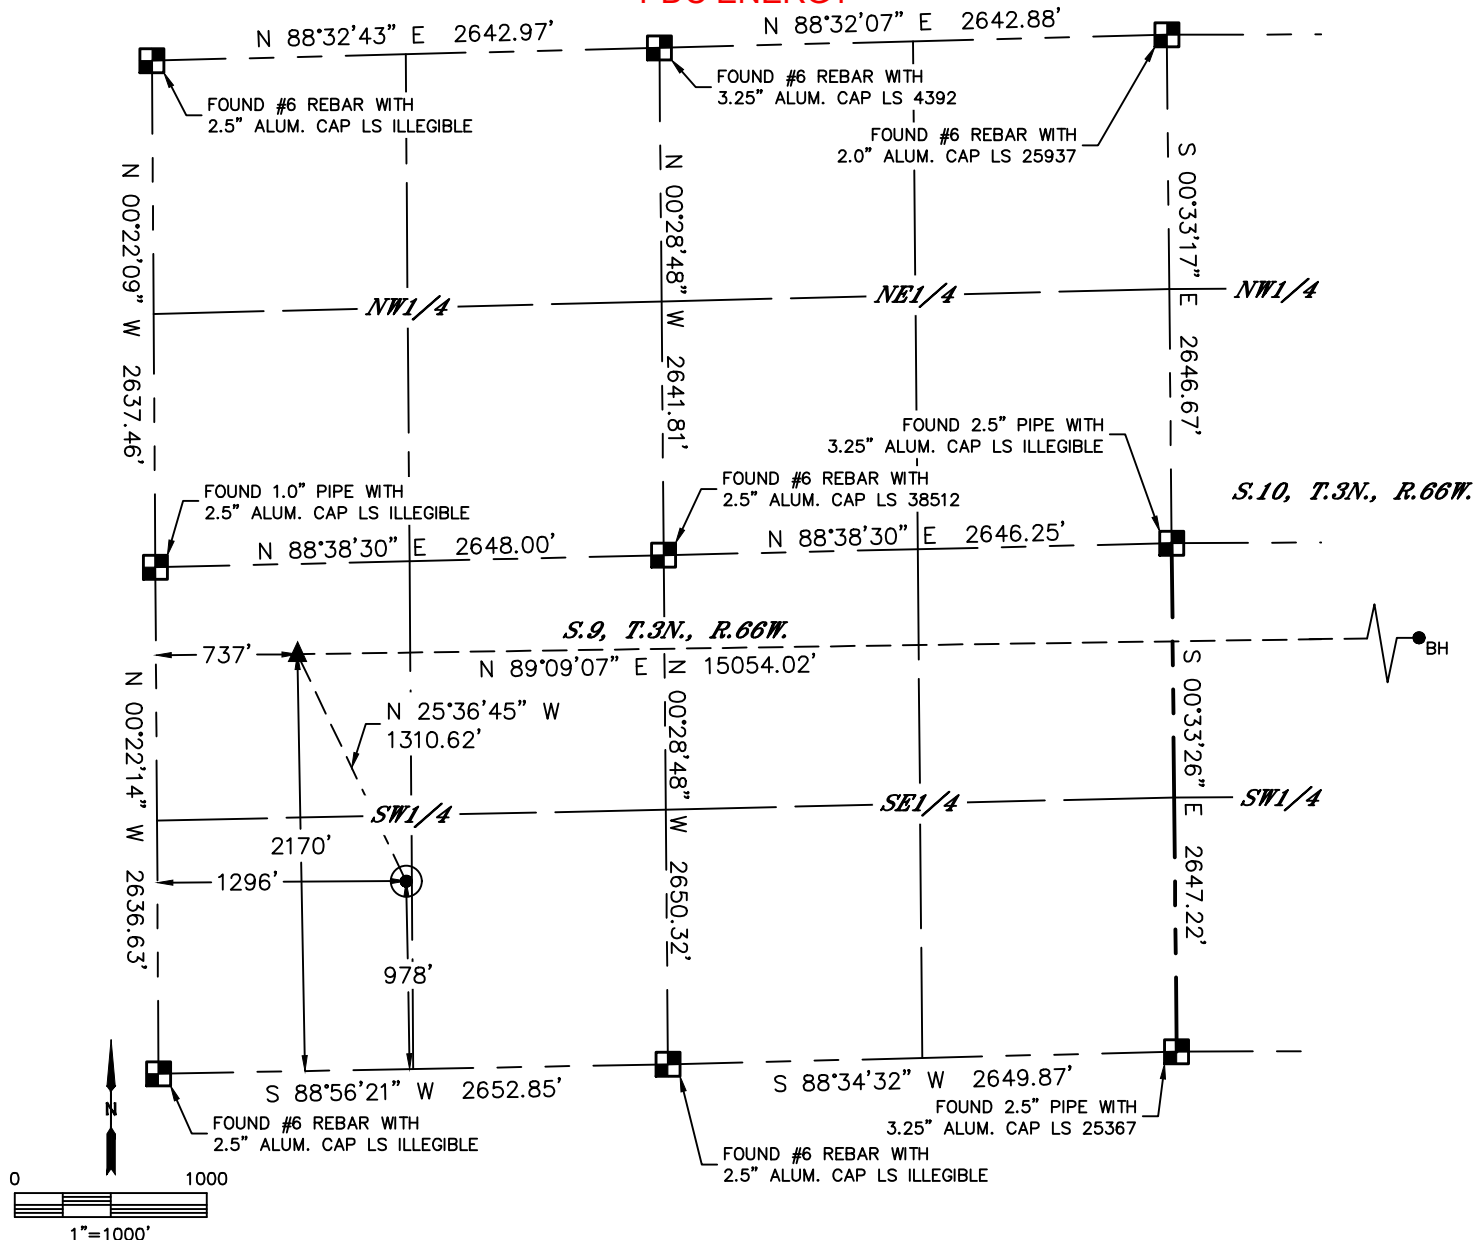 PDC ENERGY
N 88°32'43" E 2642.97'
N 88°32'07" E 2642.88'
FOUND #6 REBAR WITH
2.5" ALUM. CAP LS ILLEGIBLE
FOUND #6 REBAR WITH
3.25" ALUM. CAP LS 4392
FOUND #6 REBAR WITH
2.0" ALUM. CAP LS 25937
N 00°22'09" W 2637.46'
N 00°28'48" W 2641.81'
S 00°33'17" E 2646.67'
NW1/4
NE1/4
NW1/4
FOUND 2.5" PIPE WITH
3.25" ALUM. CAP LS ILLEGIBLE
FOUND 1.0" PIPE WITH
2.5" ALUM. CAP LS ILLEGIBLE
FOUND #6 REBAR WITH
2.5" ALUM. CAP LS 38512
S.10, T.3N., R.66W.
N 88°38'30" E 2648.00'
N 88°38'30" E 2646.25'
S.9, T.3N., R.66W.
737'
N 89°09'07" E 15054.02'
BH
N 00°22'14" W 2636.63'
N 25°36'45" W
1310.62'
N 00°28'48" W 2650.32'
S 00°33'26" E 2647.22'
SW1/4
SE1/4
SW1/4
2170'
1296'
978'
S 88°56'21" W 2652.85'
S 88°34'32" W 2649.87'
N
FOUND #6 REBAR WITH
2.5" ALUM. CAP LS ILLEGIBLE
FOUND 2.5" PIPE WITH
3.25" ALUM. CAP LS 25367
FOUND #6 REBAR WITH
2.5" ALUM. CAP LS ILLEGIBLE
0 1000
1"=1000'